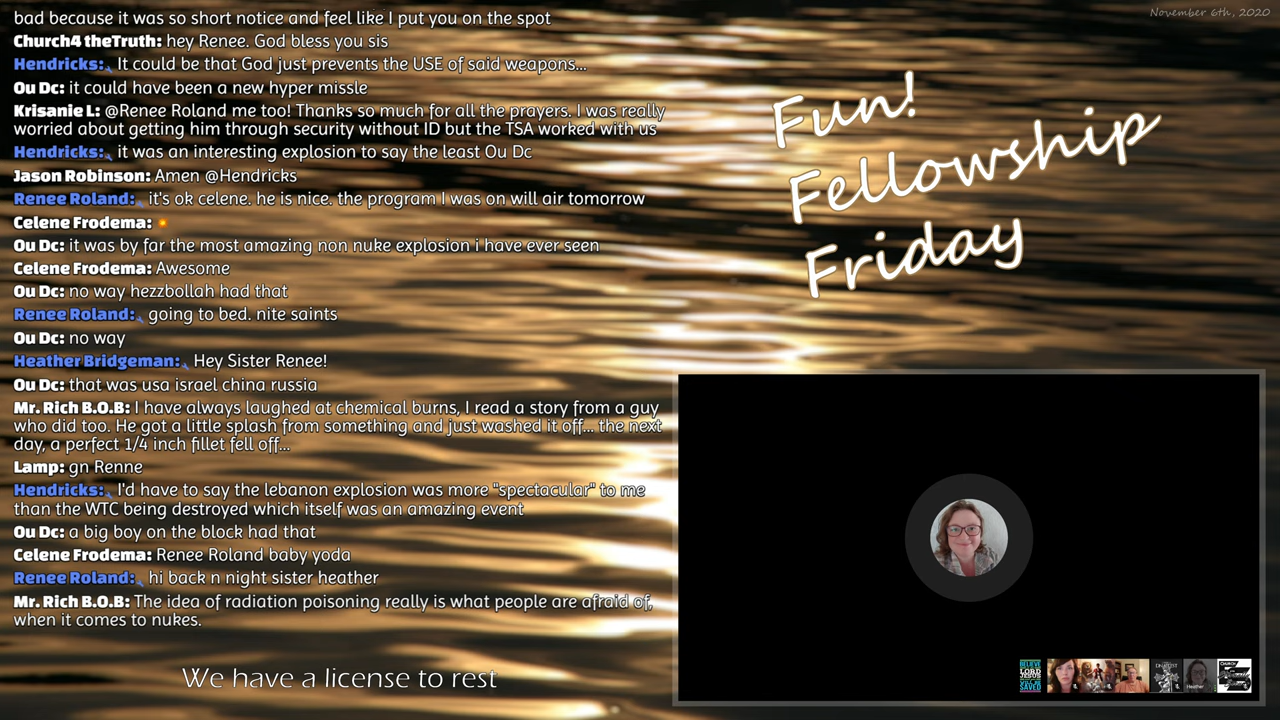 bad because it was so short notice and feel like I put you on the spot
Church4 theTruth: hey Renee. God bless you sis
Hendricks: It could be that God just prevents the USE of said weapons...
Ou Dc: it could have been a new hyper missle
Krisanie L: @Renee Roland me too! Thanks so much for all the prayers. I was really
worried about getting him through security without ID but the TSA worked with us
Hendricks: it was an interesting explosion to say the least Ou Dc
Jason Robinson: Amen @Hendricks
Renee Roland: it's ok celene. he is nice. the program I was on will air tomorrow
Celene Frodema:
Ou Dc: it was by far the most amazing non nuke explosion i have ever seen
Celene Frodema: Awesome
Ou Dc: no way hezzbollah had that
Renee Roland: going to bed. nite saints
Ou Dc: no way
Heather Bridgeman: Hey Sister Renee!
Ou Dc: that was usa israel china russia
Mr. Rich B.O.B: I have always laughed at chemical burns, I read a story from a guy
who did too. He got a little splash from something and just washed it off... the next
day, a perfect 1/4 inch fillet fell off...
Lamp: gn Renne
Hendricks: I'd have to say the lebanon explosion was more "spectacular" to me
than the WTC being destroyed which itself was an amazing event
Ou Dc: a big boy on the block had that
Celene Frodema: Renee Roland baby yoda
Renee Roland: hi back n night sister heather
Mr. Rich B.O.B: The idea of radiation poisoning really is what people are afraid of,
when it comes to nukes.
We have a license to rest
November 6th, 2020
Fun!
Fellowship
Friday
BELIEVE
LORD
JESUS
SAVED
Heather
CHURCH